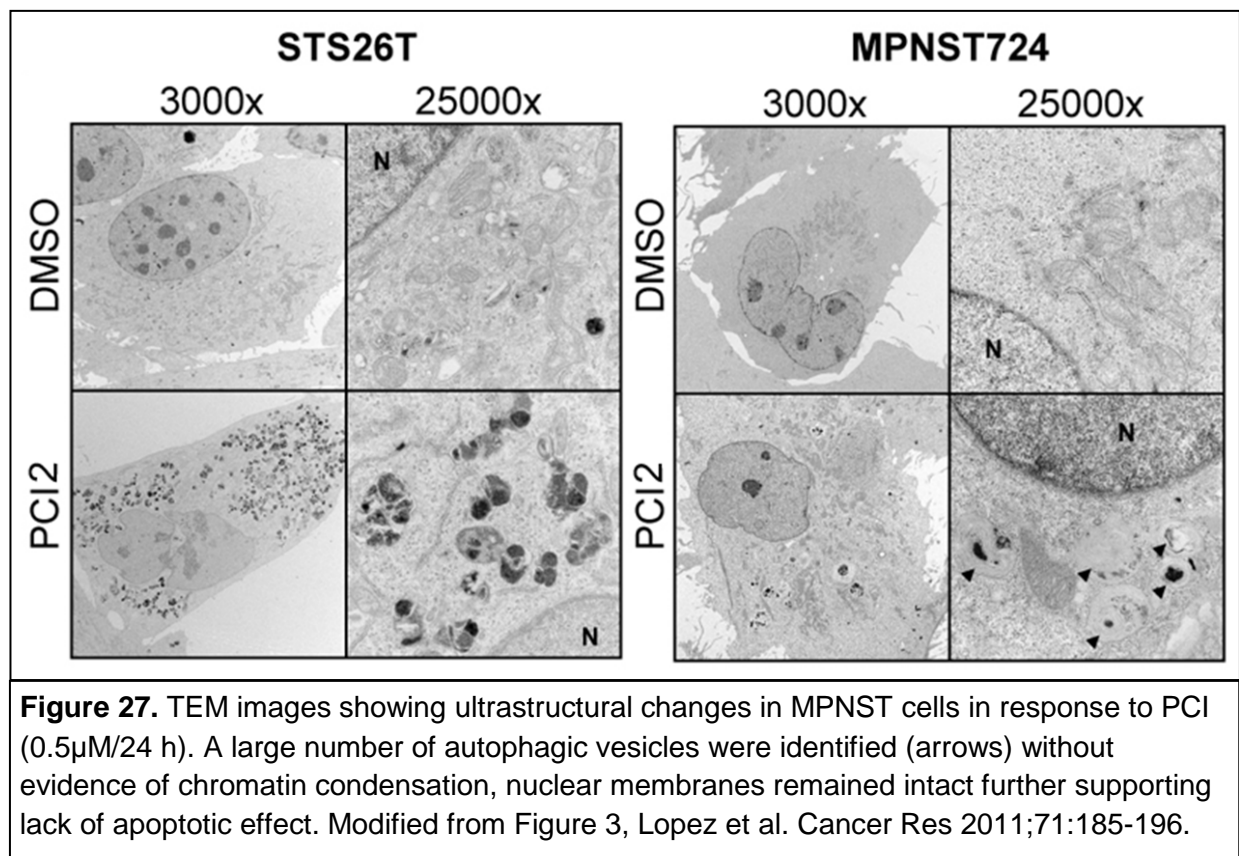 STS26T
MPNST724
3000x
25000x
3000x
25000x
DMSO
N
DMSO
N
PCI2
N
PCI2
N
Figure 27. TEM images showing ultrastructural changes in MPNST cells in response to PCI
(0.5µM/24 h). A large number of autophagic vesicles were identified (arrows) without
evidence of chromatin condensation, nuclear membranes remained intact further supporting
lack of apoptotic effect. Modified from Figure 3, Lopez et al. Cancer Res 2011;71:185-196.